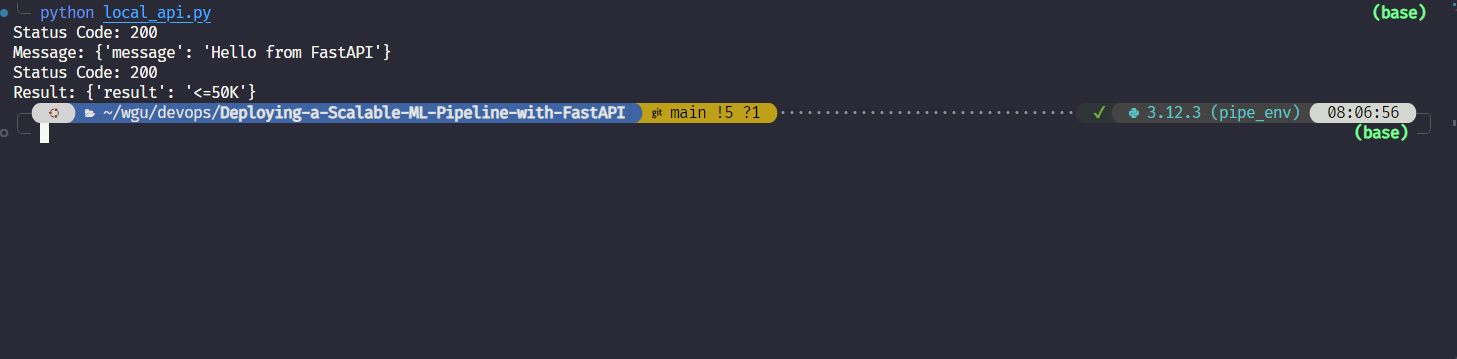 python local_api.py (base)
Status Code: 200
Message: {'message': 'Hello from FastAPI'}
Status Code: 200
Result: {'result': '<=50K'}
~/wgu/devops/Deploying-a-Scalable-ML-Pipeline-with-FastAPI git main !5 ?1 ✓ 3.12.3 (pipe_env) 08:06:56
(base)